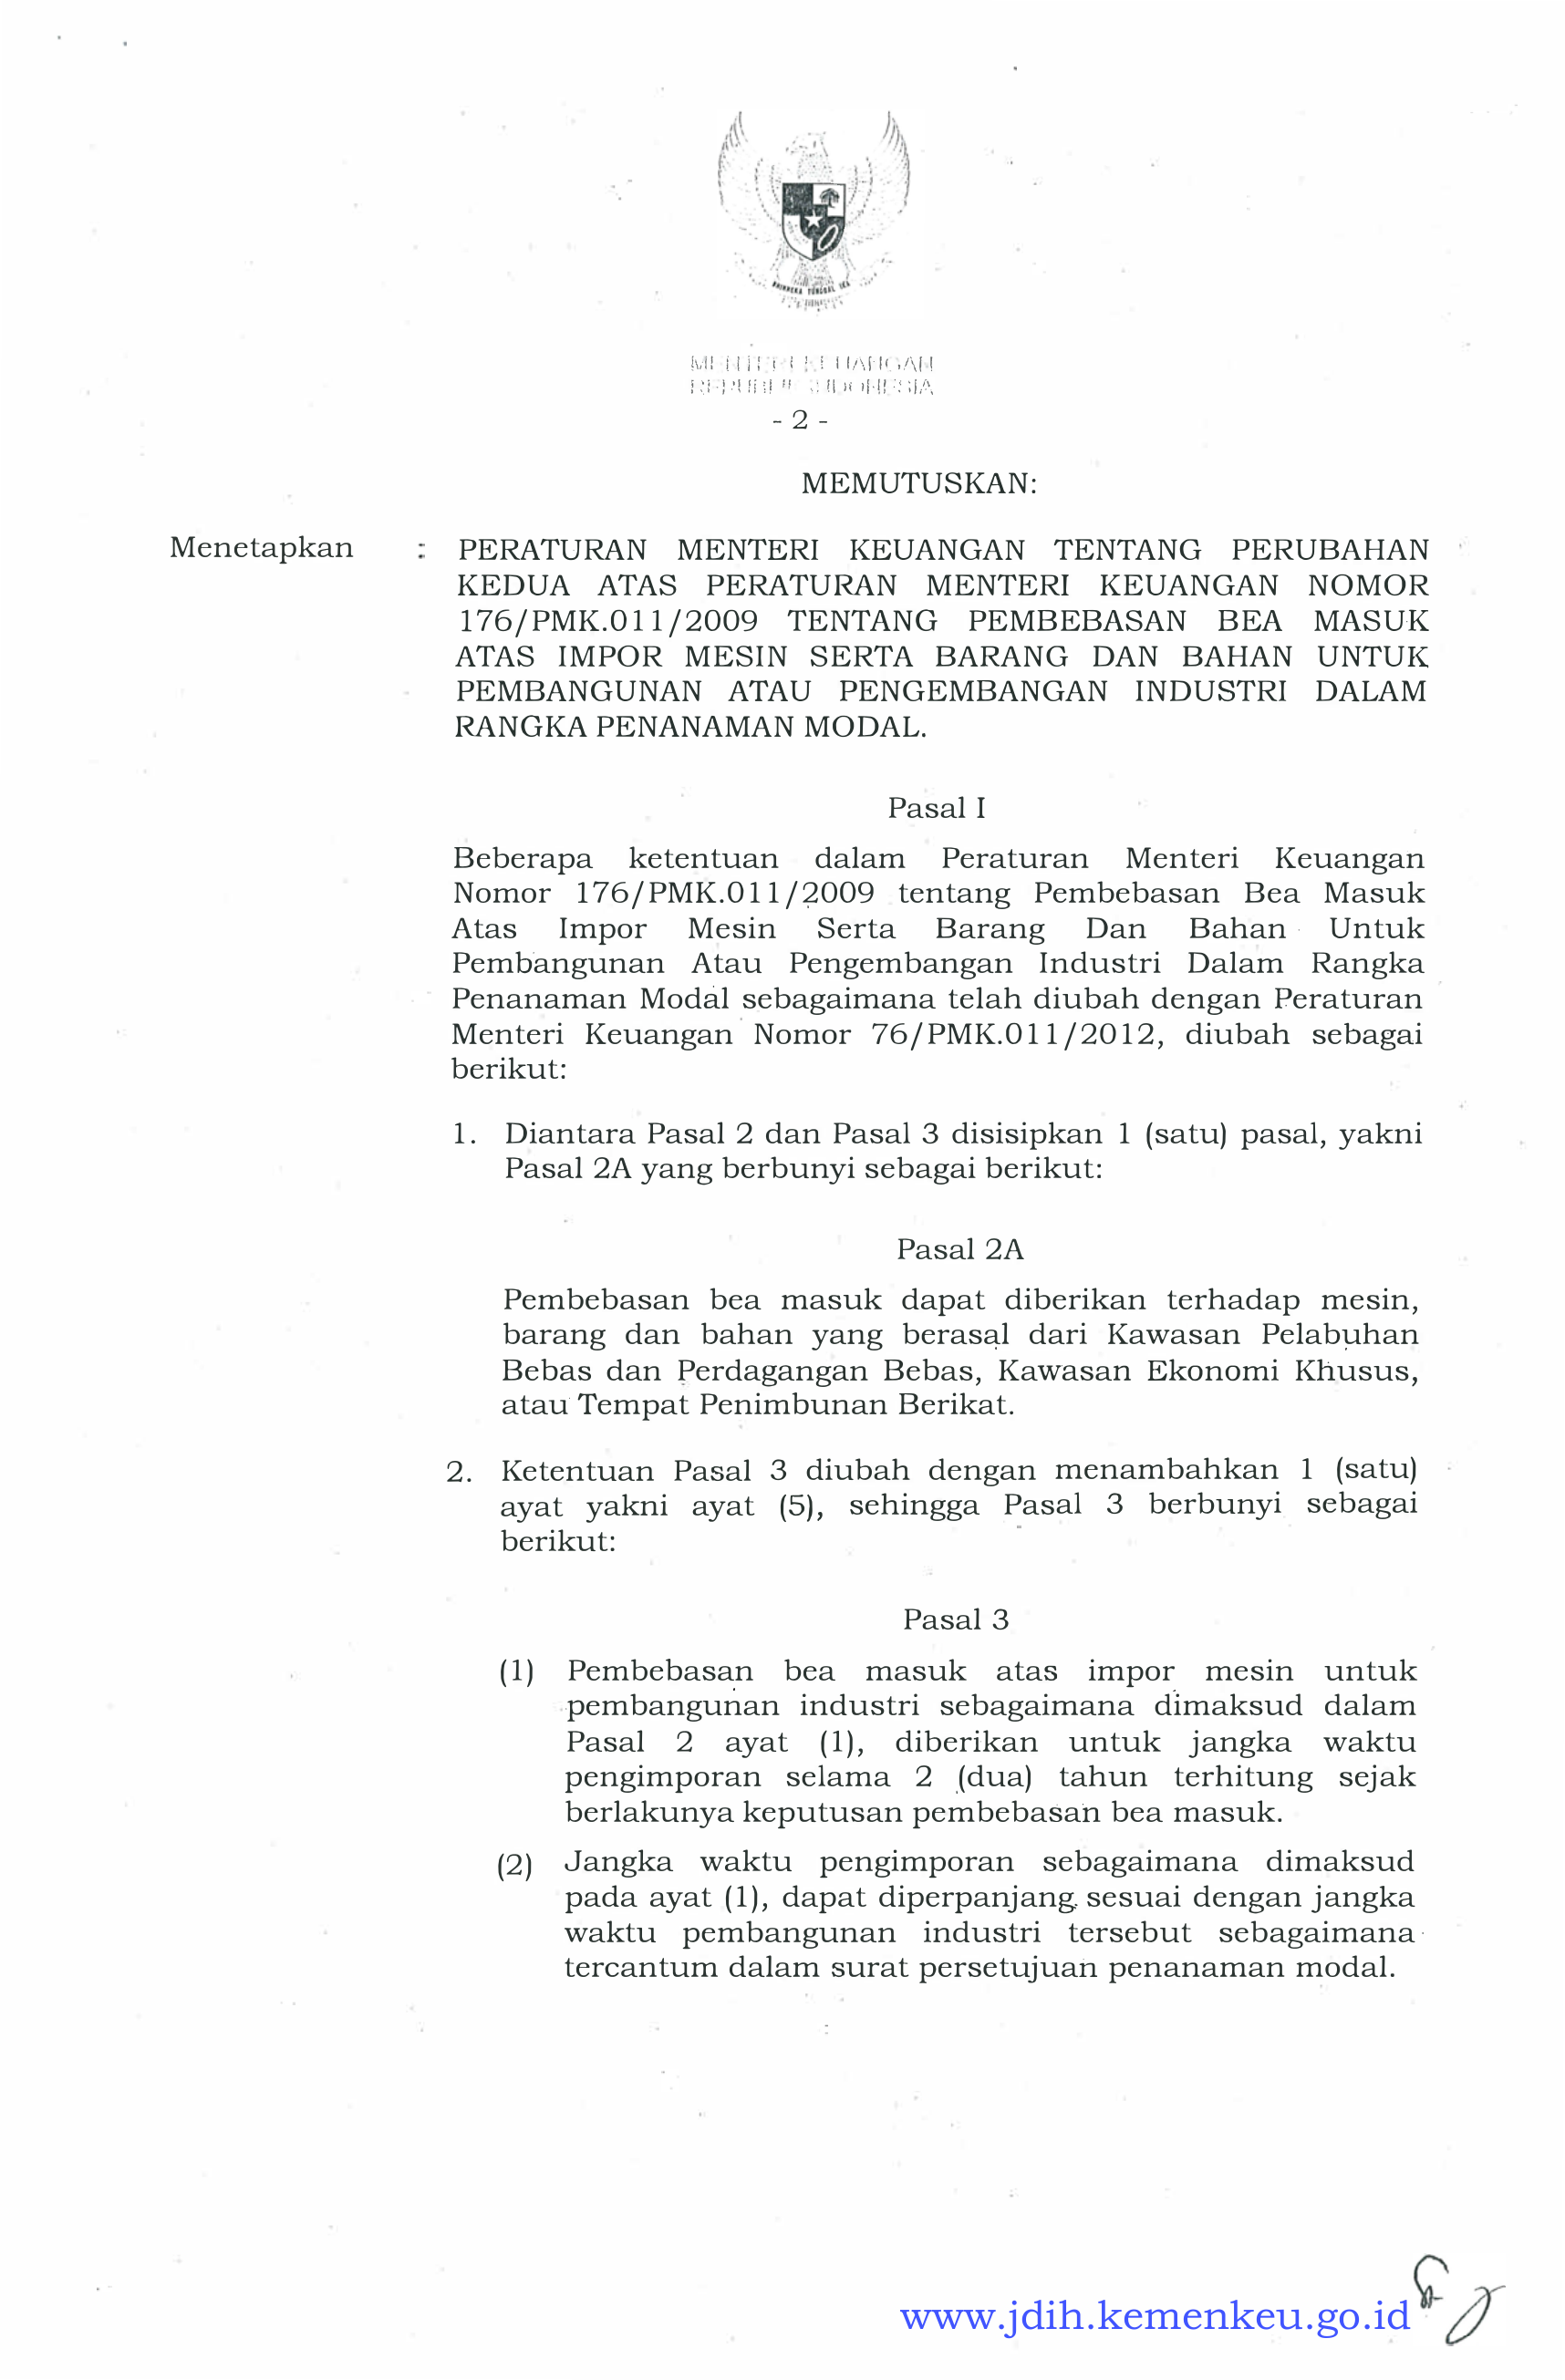 BHINNEKA TUNGGAL IKA
MENTERI KEUANGAN
REPUBLIK INDONESIA
- 2 -
MEMUTUSKAN:
Menetapkan : PERATURAN MENTERI KEUANGAN TENTANG PERUBAHAN
KEDUA ATAS PERATURAN MENTERI KEUANGAN NOMOR
176/PMK.011/2009 TENTANG PEMBEBASAN BEA MASUK
ATAS IMPOR MESIN SERTA BARANG DAN BAHAN UNTUK
PEMBANGUNAN ATAU PENGEMBANGAN INDUSTRI DALAM
RANGKA PENANAMAN MODAL.
Pasal I
Beberapa ketentuan dalam Peraturan Menteri Keuangan
Nomor 176/PMK.011/2009 tentang Pembebasan Bea Masuk
Atas Impor Mesin Serta Barang Dan Bahan Untuk
Pembangunan Atau Pengembangan Industri Dalam Rangka
Penanaman Modal sebagaimana telah diubah dengan Peraturan
Menteri Keuangan Nomor 76/PMK.011/2012, diubah sebagai
berikut:
1. Diantara Pasal 2 dan Pasal 3 disisipkan 1 (satu) pasal, yakni
Pasal 2A yang berbunyi sebagai berikut:
Pasal 2A
Pembebasan bea masuk dapat diberikan terhadap mesin,
barang dan bahan yang berasal dari Kawasan Pelabuhan
Bebas dan Perdagangan Bebas, Kawasan Ekonomi Khusus,
atau Tempat Penimbunan Berikat.
2. Ketentuan Pasal 3 diubah dengan menambahkan 1 (satu)
ayat yakni ayat (5), sehingga Pasal 3 berbunyi sebagai
berikut:
Pasal 3
(1) Pembebasan bea masuk atas impor mesin untuk
pembangunan industri sebagaimana dimaksud dalam
Pasal 2 ayat (1), diberikan untuk jangka waktu
pengimporan selama 2 (dua) tahun terhitung sejak
berlakunya keputusan pembebasan bea masuk.
(2) Jangka waktu pengimporan sebagaimana dimaksud
pada ayat (1), dapat diperpanjang sesuai dengan jangka
waktu pembangunan industri tersebut sebagaimana
tercantum dalam surat persetujuan penanaman modal.
www.jdih.kemenkeu.go.id